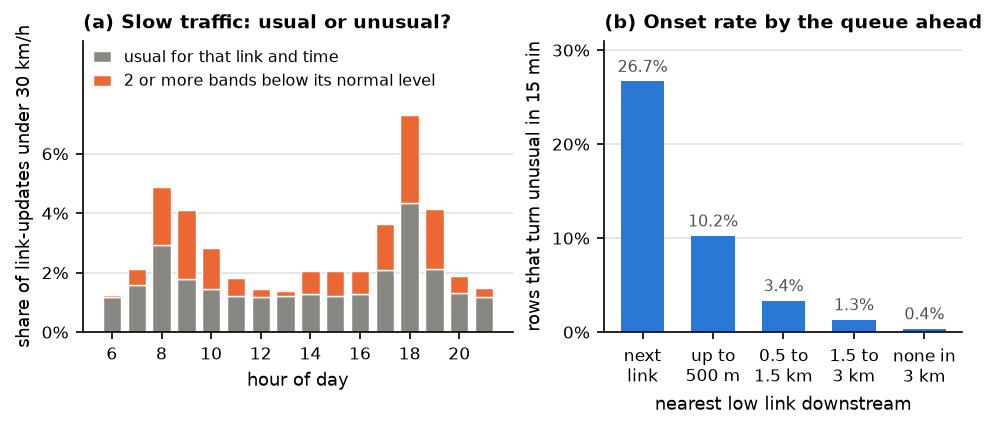 (a) Slow traffic: usual or unusual?
usual for that link and time
2 or more bands below its normal level
share of link-updates under 30 km/h
6%
4%
2%
0%
6 8 10 12 14 16 18 20
hour of day
(b) Onset rate by the queue ahead
rows that turn unusual in 15 min
30%
20%
10%
0%
26.7%
10.2%
3.4%
1.3%
0.4%
next link
up to 500 m
0.5 to 1.5 km
1.5 to 3 km
none in 3 km
nearest low link downstream